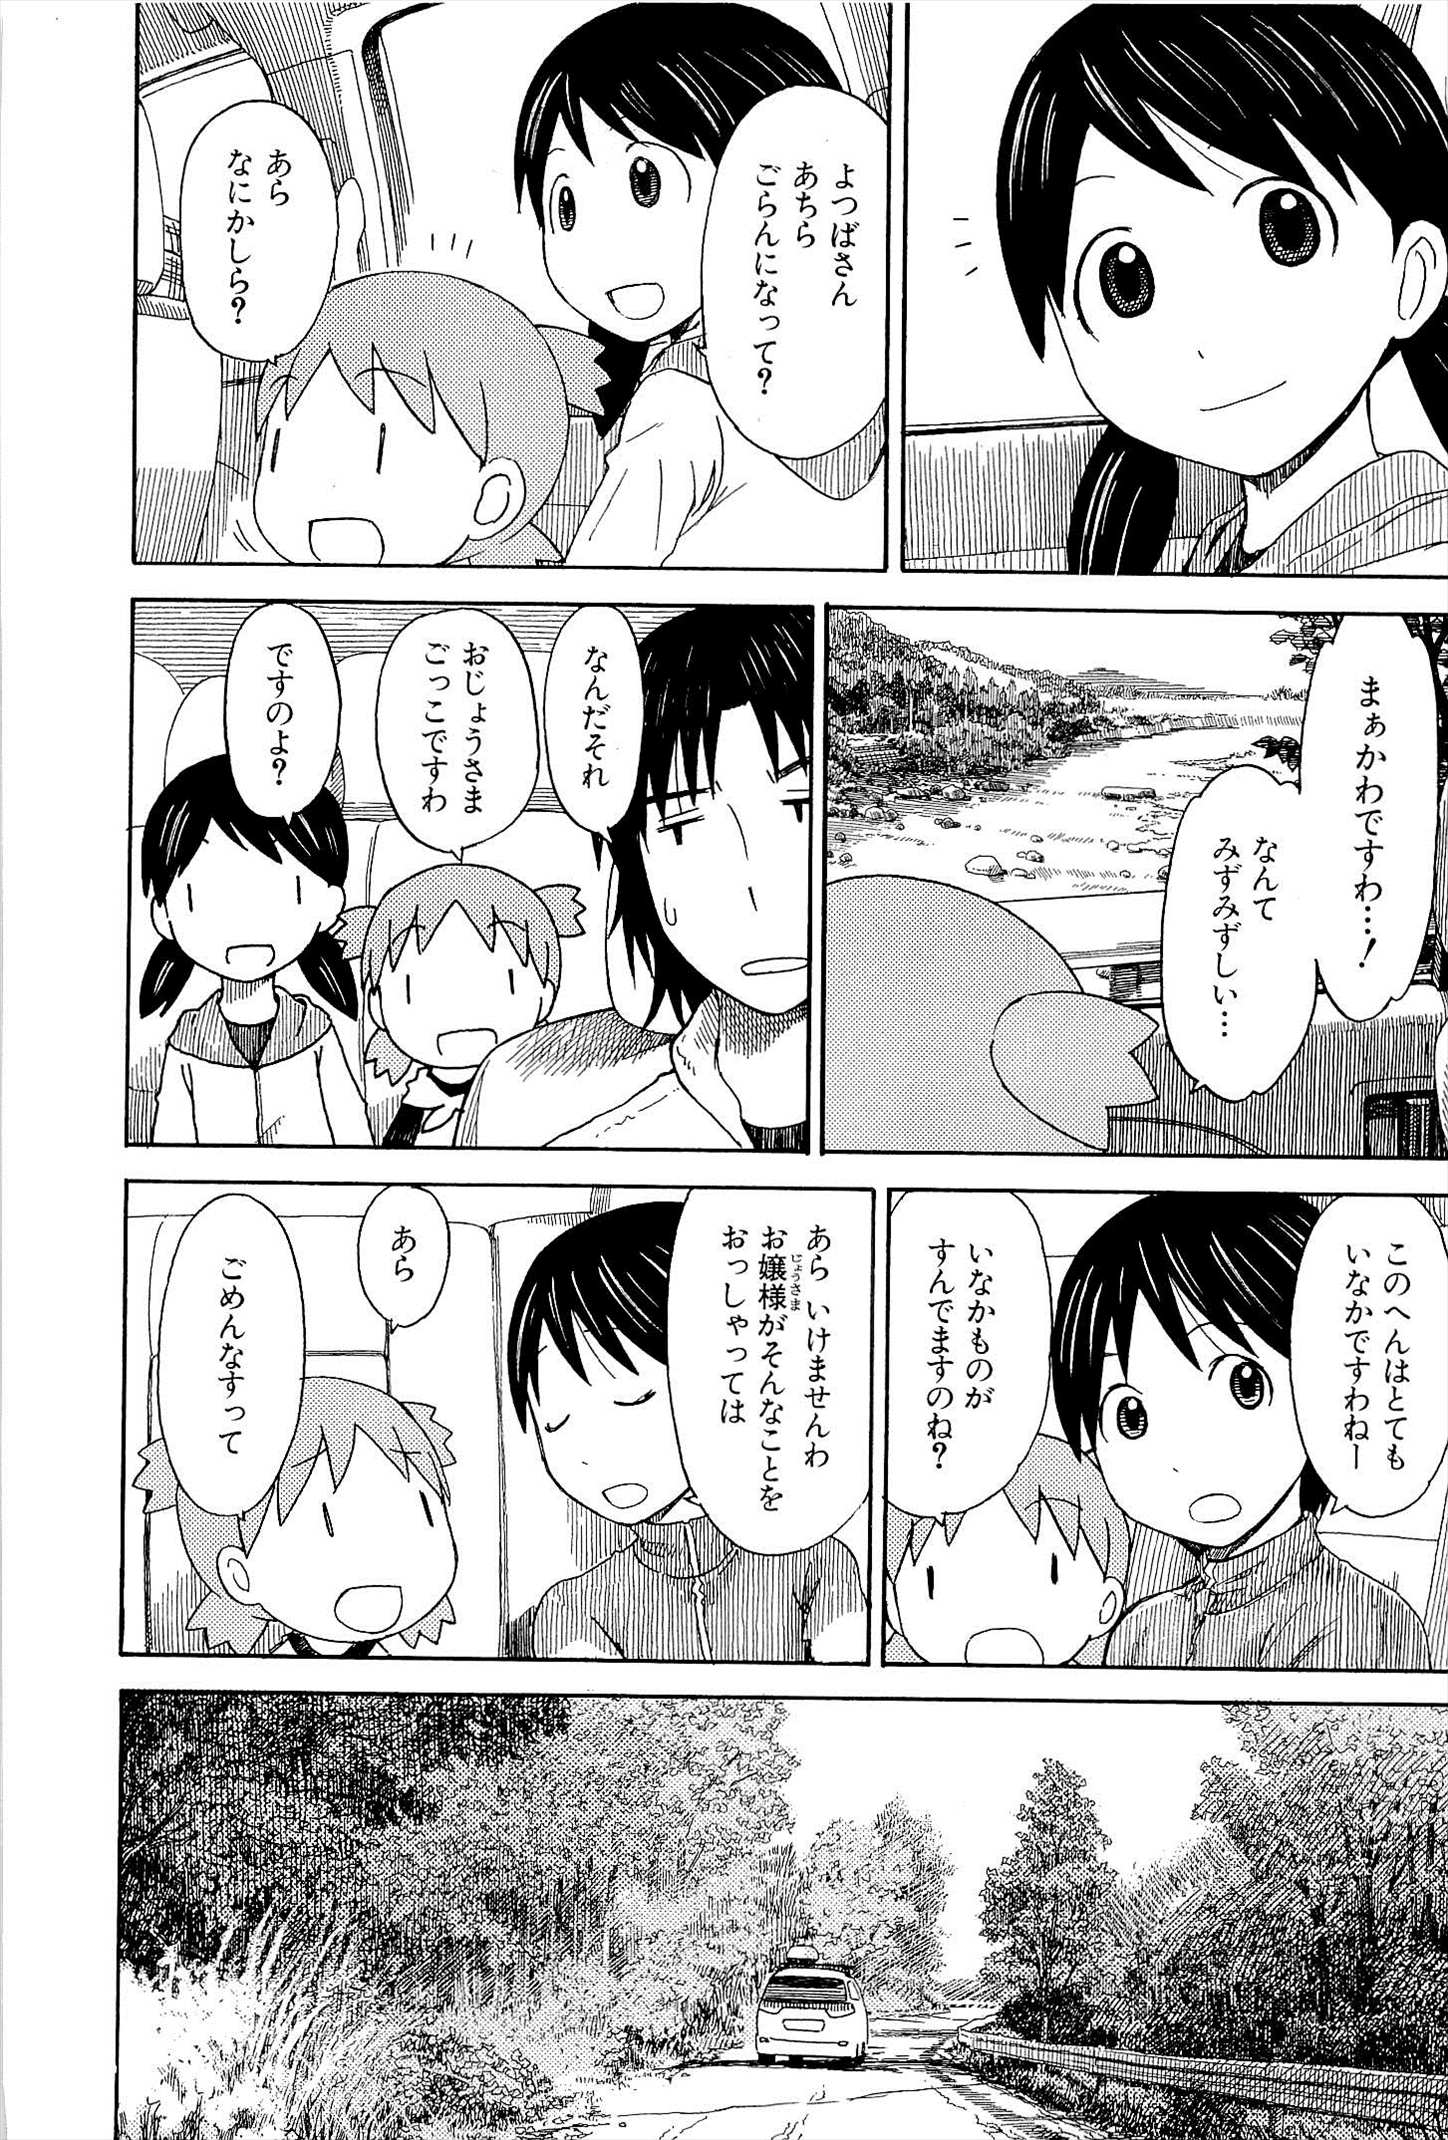 よつばさん
あちら
ごらんになって?
あら
なにかしら?
まぁかわですわ…!
なんて
みずみずしい…
なんだそれ
おじょうさま
ごっこですわ
ですのよ?
このへんはとても
いなかですわねー
いなかものが
すんでますのね?
あら いけませんわ
お嬢様がそんなことを
じょうさま
おっしゃっては
あら
ごめんなすって